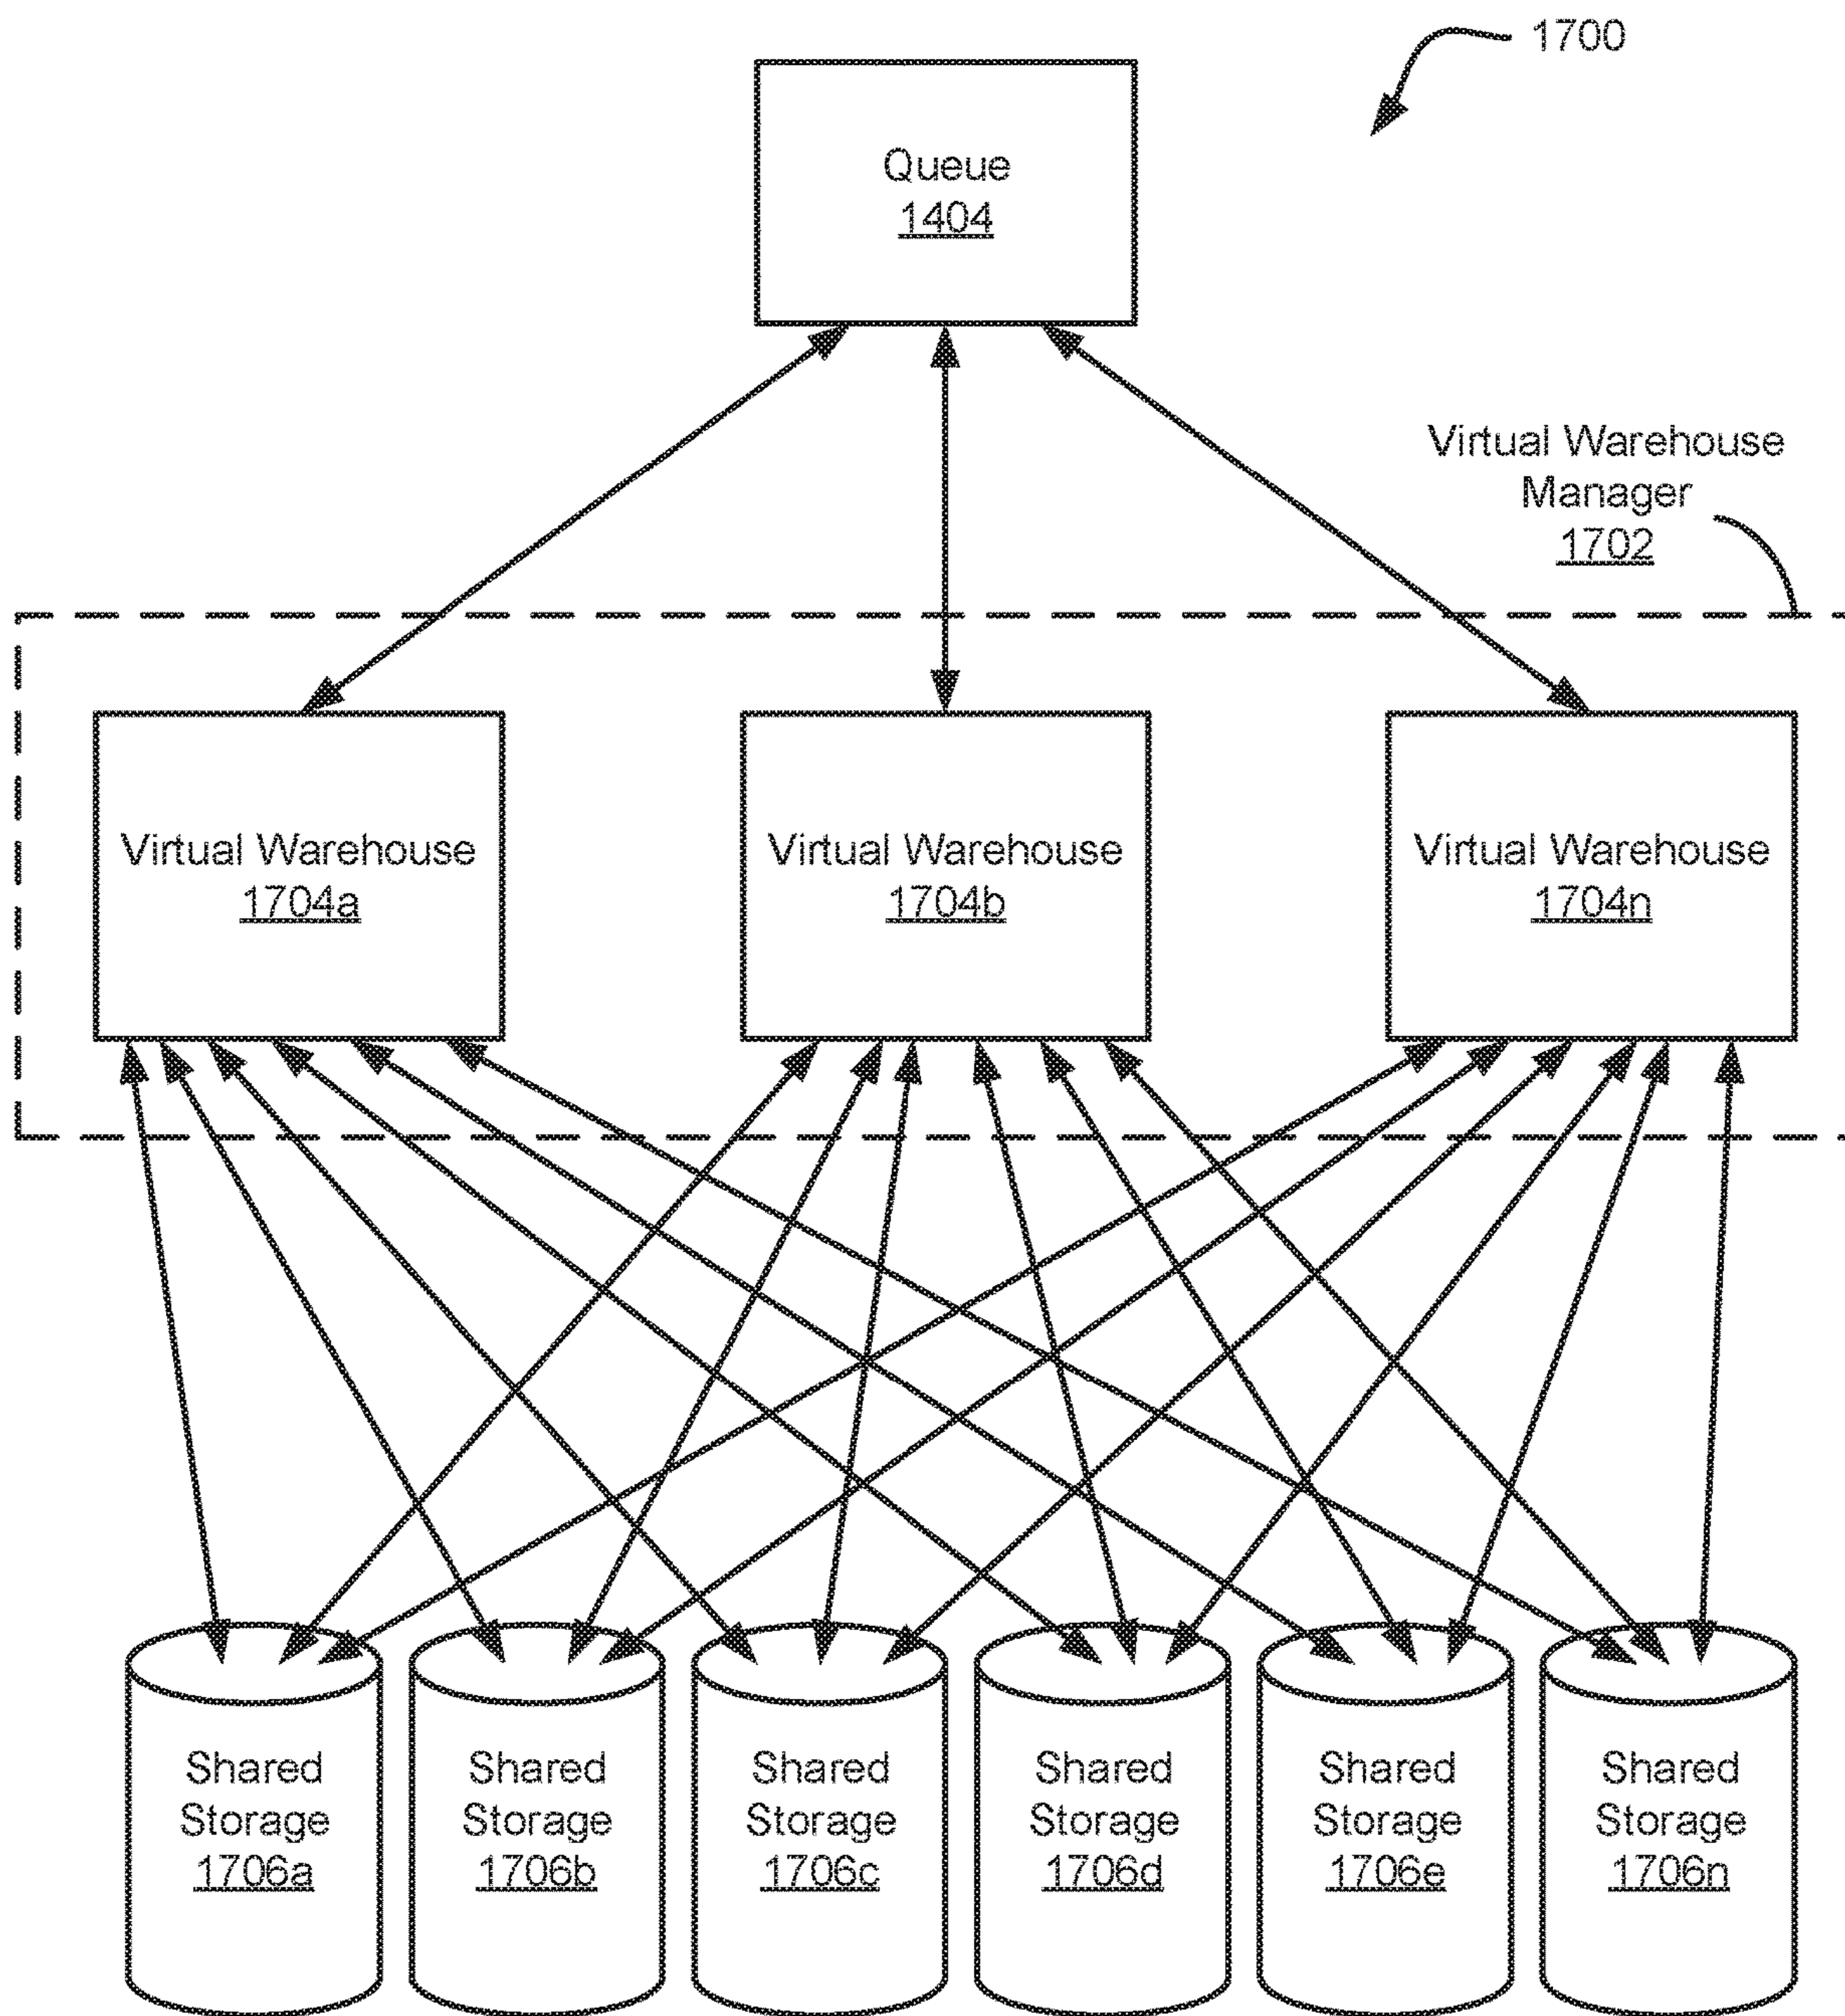 1700
Queue
1404
Virtual Warehouse
Manager
1702
Virtual Warehouse
1704a
Virtual Warehouse
1704b
Virtual Warehouse
1704n
Shared
Storage
1706a
Shared
Storage
1706b
Shared
Storage
1706c
Shared
Storage
1706d
Shared
Storage
1706e
Shared
Storage
1706n